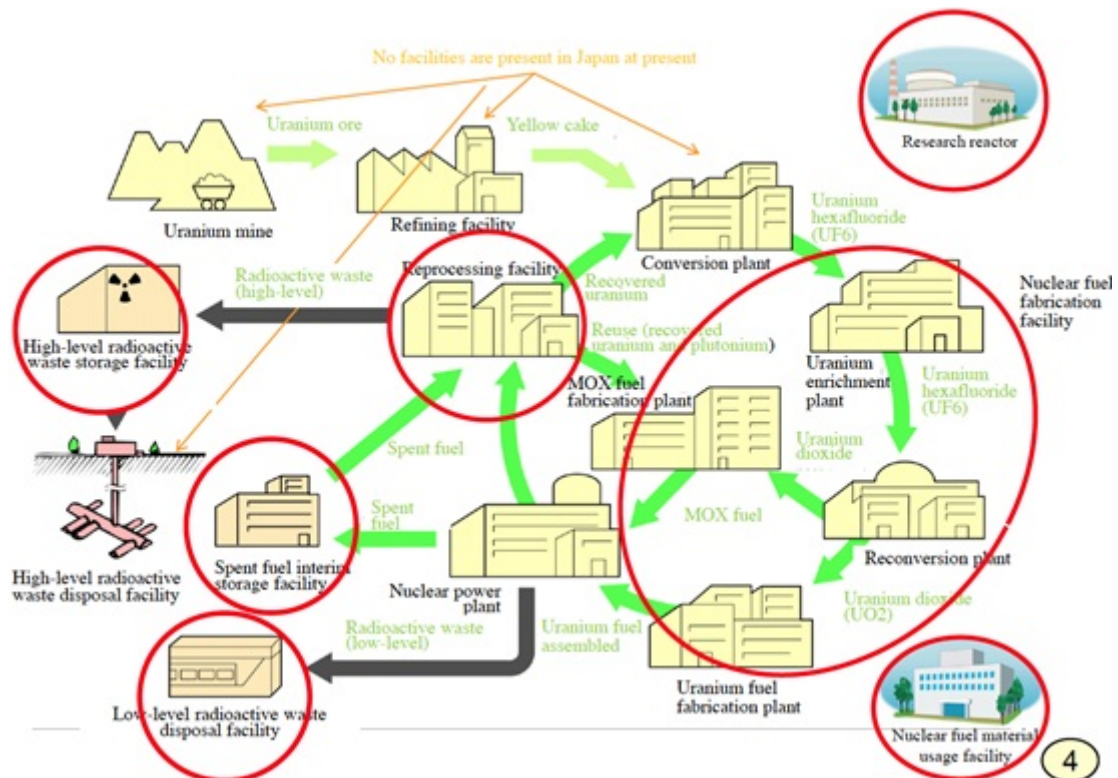 No facilities are present in Japan at present
Research reactor
Uranium ore
Yellow cake
Uranium mine
Refining facility
Conversion plant
Uranium
hexafluoride
(UF6)
Nuclear fuel
fabrication
facility
Radioactive waste
(high-level)
Reprocessing facility
Recovered
uranium
Reuse (recovered
uranium and plutonium)
High-level radioactive
waste storage facility
MOX fuel
fabrication plant
Uranium
enrichment
plant
Uranium
hexafluoride
(UF6)
Spent fuel
Uranium
dioxide
MOX fuel
Spent
fuel
Reconversion plant
High-level radioactive
waste disposal facility
Spent fuel interim
storage facility
Nuclear power
plant
Uranium dioxide
(UO2)
Radioactive waste
(low-level)
Uranium fuel
assembled
Uranium fuel
fabrication plant
Low-level radioactive waste
disposal facility
Nuclear fuel material
usage facility
4